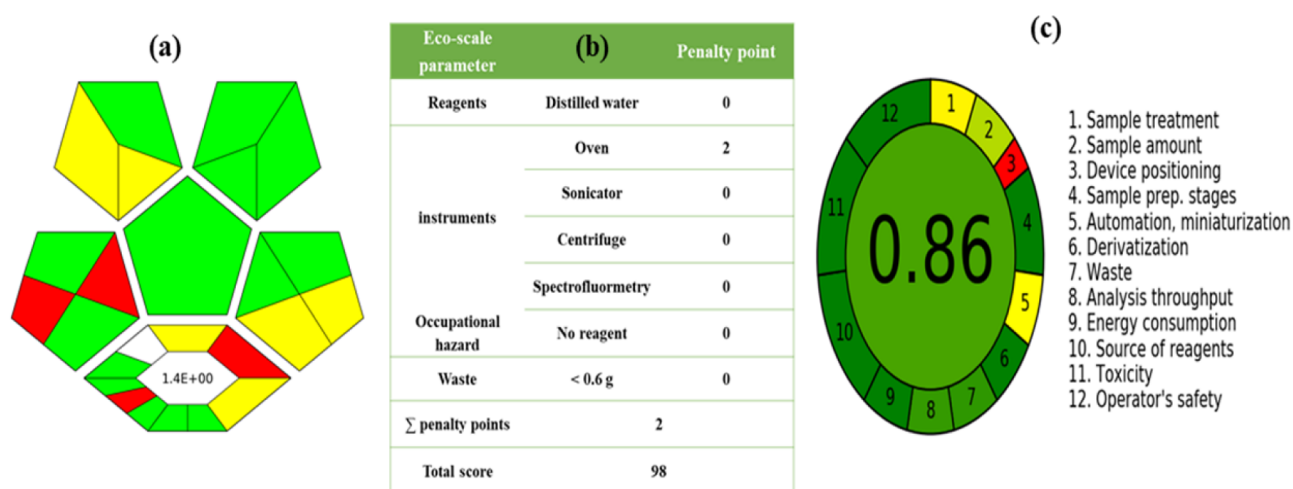 (a)
1.4E+00
(b)
Eco-scale
parameter
Penalty point
Reagents
Distilled water
0
instruments
Oven
2
Sonicator
0
Centrifuge
0
Spectrofluormetry
0
Occupational
hazard
No reagent
0
Waste
< 0.6 g
0
∑ penalty points
2
Total score
98
(c)
1
2
3
4
5
6
7
8
9
10
11
12
0.86
1. Sample treatment
2. Sample amount
3. Device positioning
4. Sample prep. stages
5. Automation, miniaturization
6. Derivatization
7. Waste
8. Analysis throughput
9. Energy consumption
10. Source of reagents
11. Toxicity
12. Operator's safety